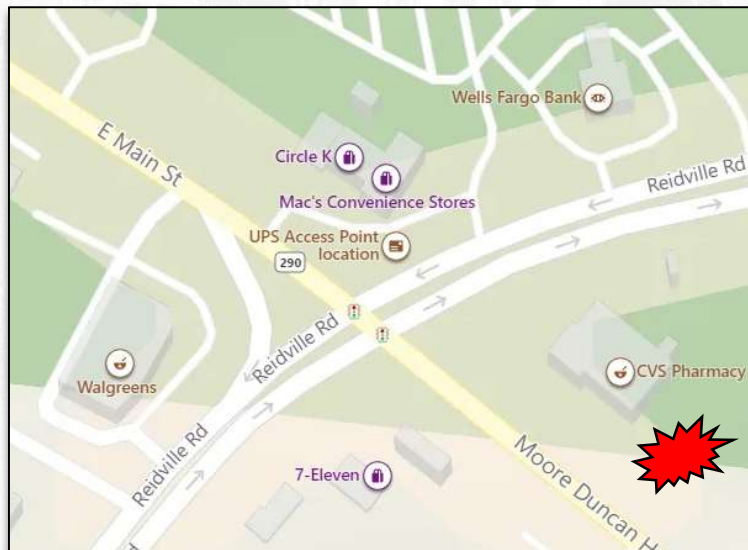 Wells Fargo Bank
E Main St
Circle K
Reidville Rd
Mac's Convenience Stores
UPS Access Point
location
290
Reidville Rd
Walgreens
CVS Pharmacy
Reidville Rd
Moore Duncan H
7-Eleven